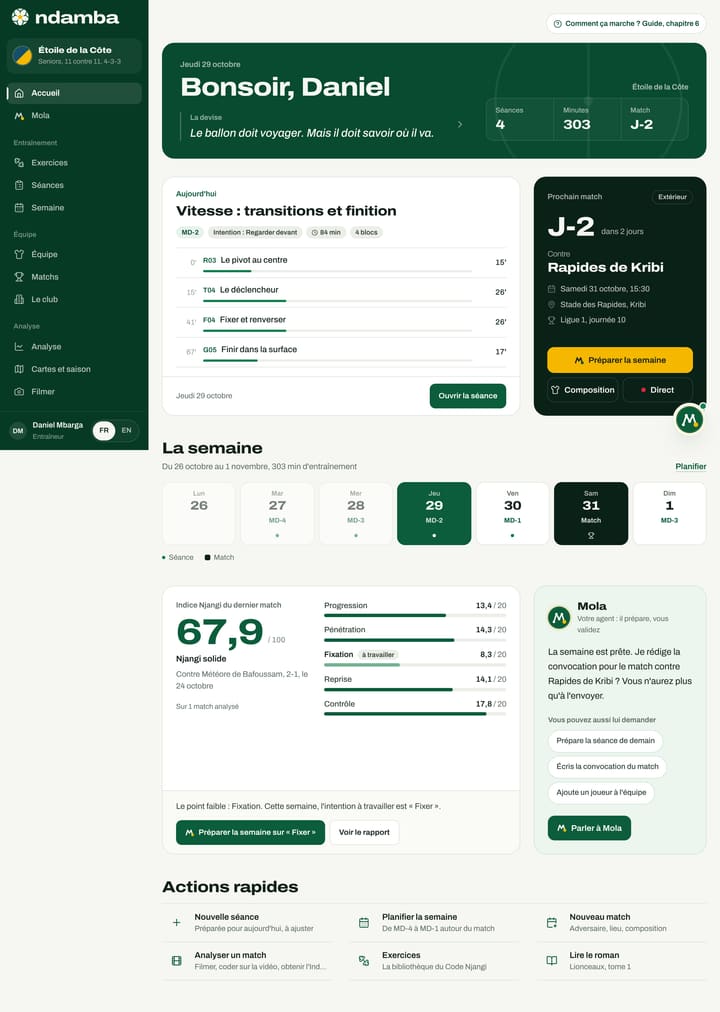 ndamba
Étoile de la Côte
Seniors, 11 contre 11, 4-3-3
Accueil
Mola
Entraînement
Exercices
Séances
Semaine
Équipe
Équipe
Matchs
Le club
Analyse
Analyse
Cartes et saison
Filmer
DM
Daniel Mbarga
Entraîneur
FR
EN
Comment ça marche ? Guide, chapitre 6
Jeudi 29 octobre
Bonsoir, Daniel
La devise
Le ballon doit voyager. Mais il doit savoir où il va.
Étoile de la Côte
Séances
4
Minutes
303
Match
J-2
Aujourd'hui
Vitesse : transitions et finition
MD-2
Intention : Regarder devant
84 min
4 blocs
0' R03 Le pivot au centre 15'
15' T04 Le déclencheur 26'
41' F04 Fixer et renverser 26'
67' G05 Finir dans la surface 17'
Jeudi 29 octobre
Ouvrir la séance
Prochain match
Extérieur
J-2 dans 2 jours
Contre
Rapides de Kribi
Samedi 31 octobre, 15:30
Stade des Rapides, Kribi
Ligue 1, journée 10
Préparer la semaine
Composition
Direct
La semaine
Du 26 octobre au 1 novembre, 303 min d'entraînement
Planifier
Lun
26
Mar
27
MD-4
Mer
28
MD-3
Jeu
29
MD-2
Ven
30
MD-1
Sam
31
Match
Dim
1
MD-3
Séance
Match
Indice Njangi du dernier match
67,9 / 100
Njangi solide
Contre Météore de Bafoussam, 2-1, le
24 octobre
Sur 1 match analysé
Progression 13,4 / 20
Pénétration 14,3 / 20
Fixation à travailler 8,3 / 20
Reprise 14,1 / 20
Contrôle 17,8 / 20
Le point faible : Fixation. Cette semaine, l'intention à travailler est « Fixer ».
Préparer la semaine sur « Fixer »
Voir le rapport
Mola
Votre agent : il prépare, vous
validez
La semaine est prête. Je rédige la
convocation pour le match contre
Rapides de Kribi ? Vous n'aurez plus
qu'à l'envoyer.
Vous pouvez aussi lui demander
Prépare la séance de demain
Écris la convocation du match
Ajoute un joueur à l'équipe
Parler à Mola
Actions rapides
Nouvelle séance
Préparée pour aujourd'hui, à ajuster
Planifier la semaine
De MD-4 à MD-1 autour du match
Nouveau match
Adversaire, lieu, composition
Analyser un match
Filmer, coder sur la vidéo, obtenir l'Ind...
Exercices
La bibliothèque du Code Njangi
Lire le roman
Lionceaux, tome 1